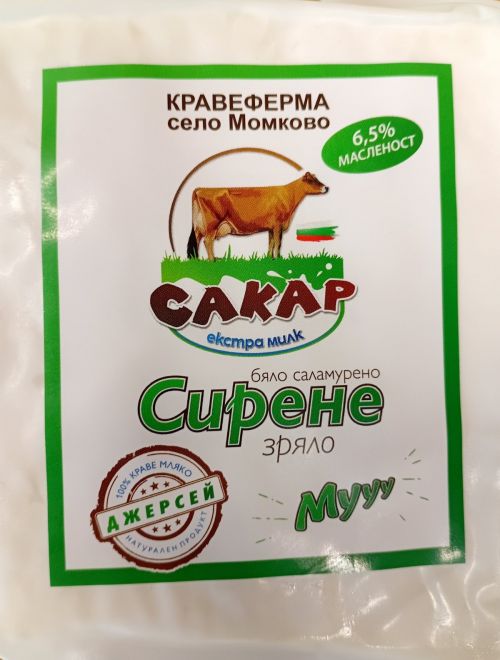 КРАВЕФЕРМА
село Момково
6,5%
МАСЛЕНОСТ
САКАР
екстра милк
бяло саламурено
Сирене
зряло
100% КРАВЕ МЛЯКО
ДЖЕРСЕЙ
НАТУРАЛЕН ПРОДУКТ
Мууу